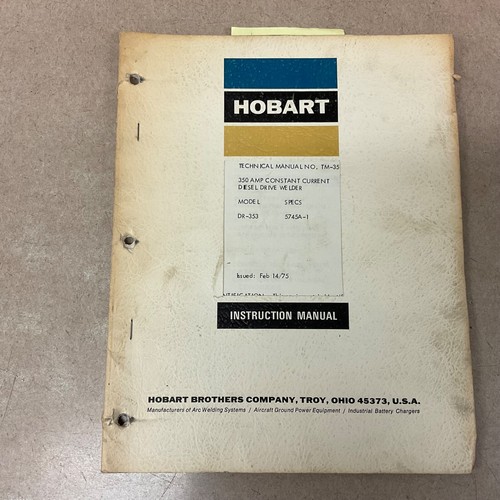 HOBART
TECHNICAL MANUAL NO. TM-35
350 AMP CONSTANT CURRENT
DIESEL DRIVE WELDER
MODEL SPECS
DR-353 5745A-1
Issued: Feb 14/75
INSTRUCTION MANUAL
HOBART BROTHERS COMPANY, TROY, OHIO 45373, U.S.A.
Manufacturers of Arc Welding Systems / Aircraft Ground Power Equipment / Industrial Battery Chargers